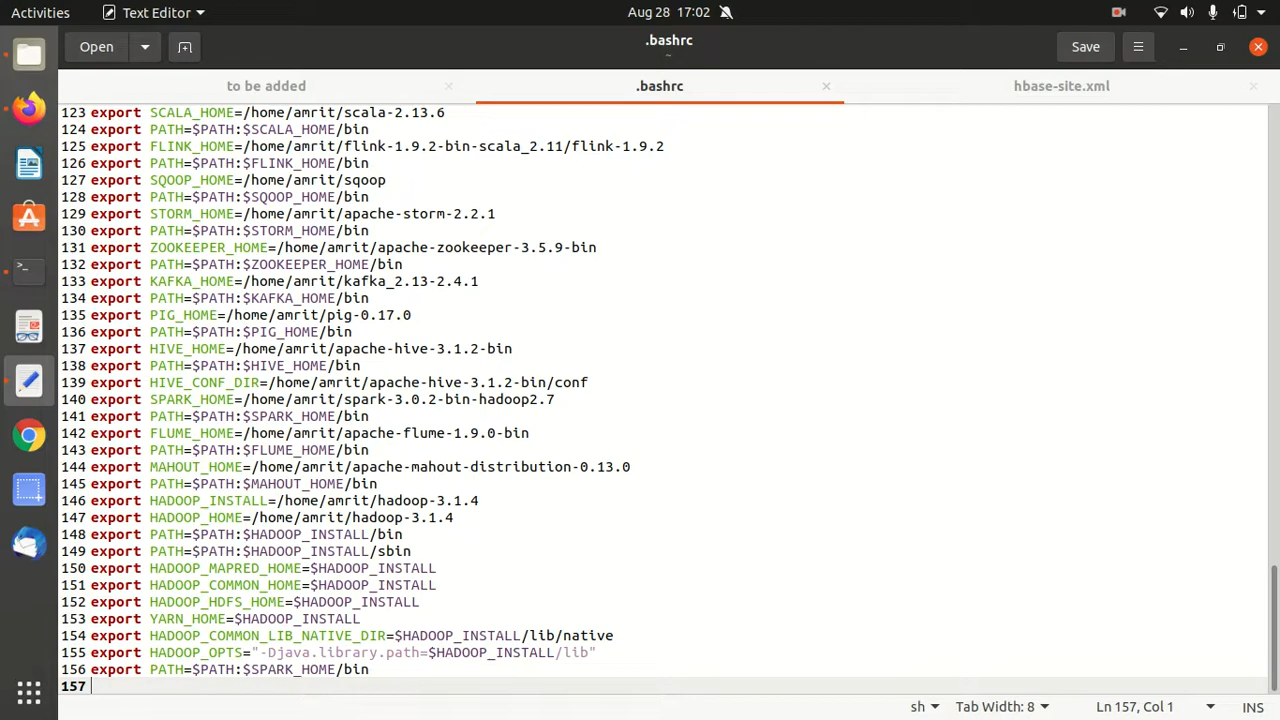 Activities Text Editor Aug 28 17:02
Open .bashrc Save
~
to be added .bashrc hbase-site.xml
123 export SCALA_HOME=/home/amrit/scala-2.13.6
124 export PATH=$PATH:$SCALA_HOME/bin
125 export FLINK_HOME=/home/amrit/flink-1.9.2-bin-scala_2.11/flink-1.9.2
126 export PATH=$PATH:$FLINK_HOME/bin
127 export SQOOP_HOME=/home/amrit/sqoop
128 export PATH=$PATH:$SQOOP_HOME/bin
129 export STORM_HOME=/home/amrit/apache-storm-2.2.1
130 export PATH=$PATH:$STORM_HOME/bin
131 export ZOOKEEPER_HOME=/home/amrit/apache-zookeeper-3.5.9-bin
132 export PATH=$PATH:$ZOOKEEPER_HOME/bin
133 export KAFKA_HOME=/home/amrit/kafka_2.13-2.4.1
134 export PATH=$PATH:$KAFKA_HOME/bin
135 export PIG_HOME=/home/amrit/pig-0.17.0
136 export PATH=$PATH:$PIG_HOME/bin
137 export HIVE_HOME=/home/amrit/apache-hive-3.1.2-bin
138 export PATH=$PATH:$HIVE_HOME/bin
139 export HIVE_CONF_DIR=/home/amrit/apache-hive-3.1.2-bin/conf
140 export SPARK_HOME=/home/amrit/spark-3.0.2-bin-hadoop2.7
141 export PATH=$PATH:$SPARK_HOME/bin
142 export FLUME_HOME=/home/amrit/apache-flume-1.9.0-bin
143 export PATH=$PATH:$FLUME_HOME/bin
144 export MAHOUT_HOME=/home/amrit/apache-mahout-distribution-0.13.0
145 export PATH=$PATH:$MAHOUT_HOME/bin
146 export HADOOP_INSTALL=/home/amrit/hadoop-3.1.4
147 export HADOOP_HOME=/home/amrit/hadoop-3.1.4
148 export PATH=$PATH:$HADOOP_INSTALL/bin
149 export PATH=$PATH:$HADOOP_INSTALL/sbin
150 export HADOOP_MAPRED_HOME=$HADOOP_INSTALL
151 export HADOOP_COMMON_HOME=$HADOOP_INSTALL
152 export HADOOP_HDFS_HOME=$HADOOP_INSTALL
153 export YARN_HOME=$HADOOP_INSTALL
154 export HADOOP_COMMON_LIB_NATIVE_DIR=$HADOOP_INSTALL/lib/native
155 export HADOOP_OPTS="-Djava.library.path=$HADOOP_INSTALL/lib"
156 export PATH=$PATH:$SPARK_HOME/bin
157
sh Tab Width: 8 Ln 157, Col 1 INS